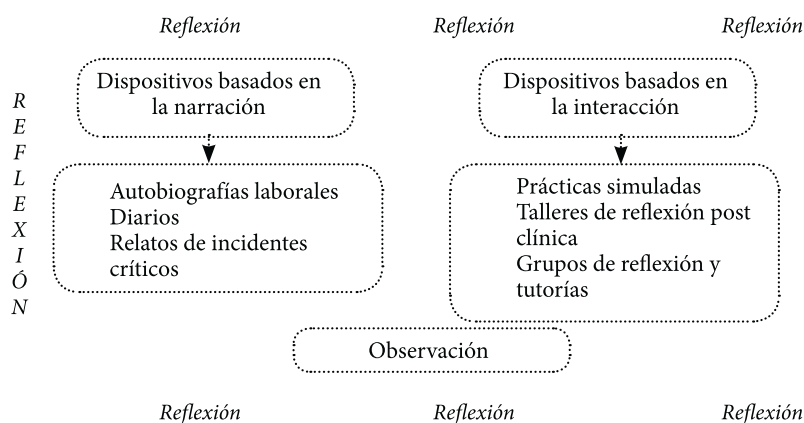 Reflexión Reflexión Reflexión
REFLEXIÓN
Dispositivos basados en
la narración
Dispositivos basados en
la interacción
Autobiografías laborales
Diarios
Relatos de incidentes
críticos
Prácticas simuladas
Talleres de reflexión post
clínica
Grupos de reflexión y
tutorías
Observación
Reflexión Reflexión Reflexión